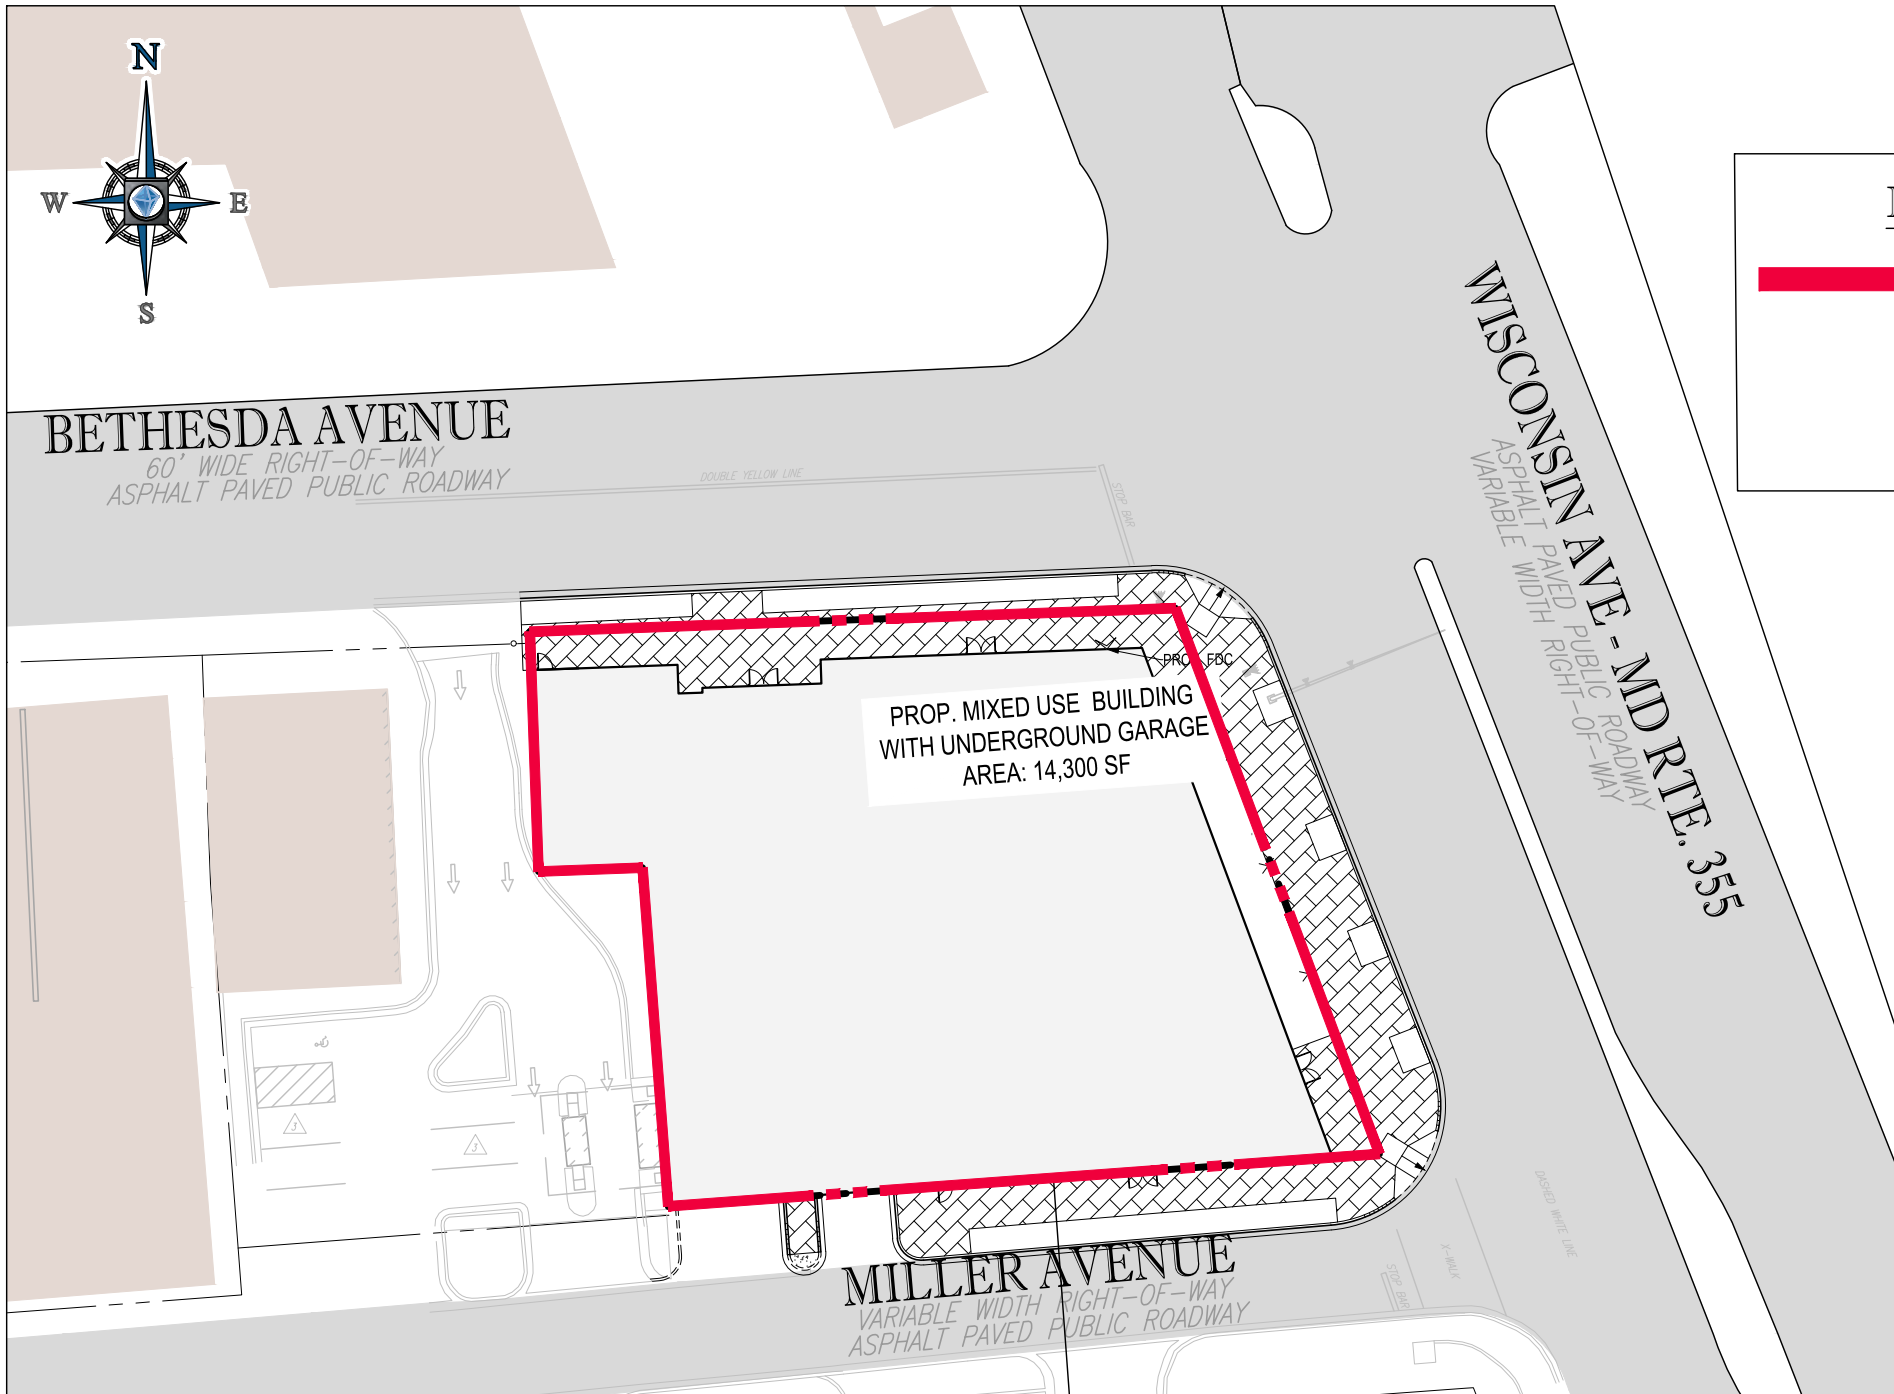 N
W
E
S
BETHESDA AVENUE
60' WIDE RIGHT-OF-WAY
ASPHALT PAVED PUBLIC ROADWAY
DOUBLE YELLOW LINE
STOP BAR
WISCONSIN AVE - MD RTE. 355
ASPHALT PAVED PUBLIC ROADWAY
VARIABLE WIDTH RIGHT-OF-WAY
PROP. MIXED USE BUILDING
WITH UNDERGROUND GARAGE
AREA: 14,300 SF
3
3
MILLER AVENUE
VARIABLE WIDTH RIGHT-OF-WAY
ASPHALT PAVED PUBLIC ROADWAY
STOP BAR
X-WALK
DASHED WHITE LINE